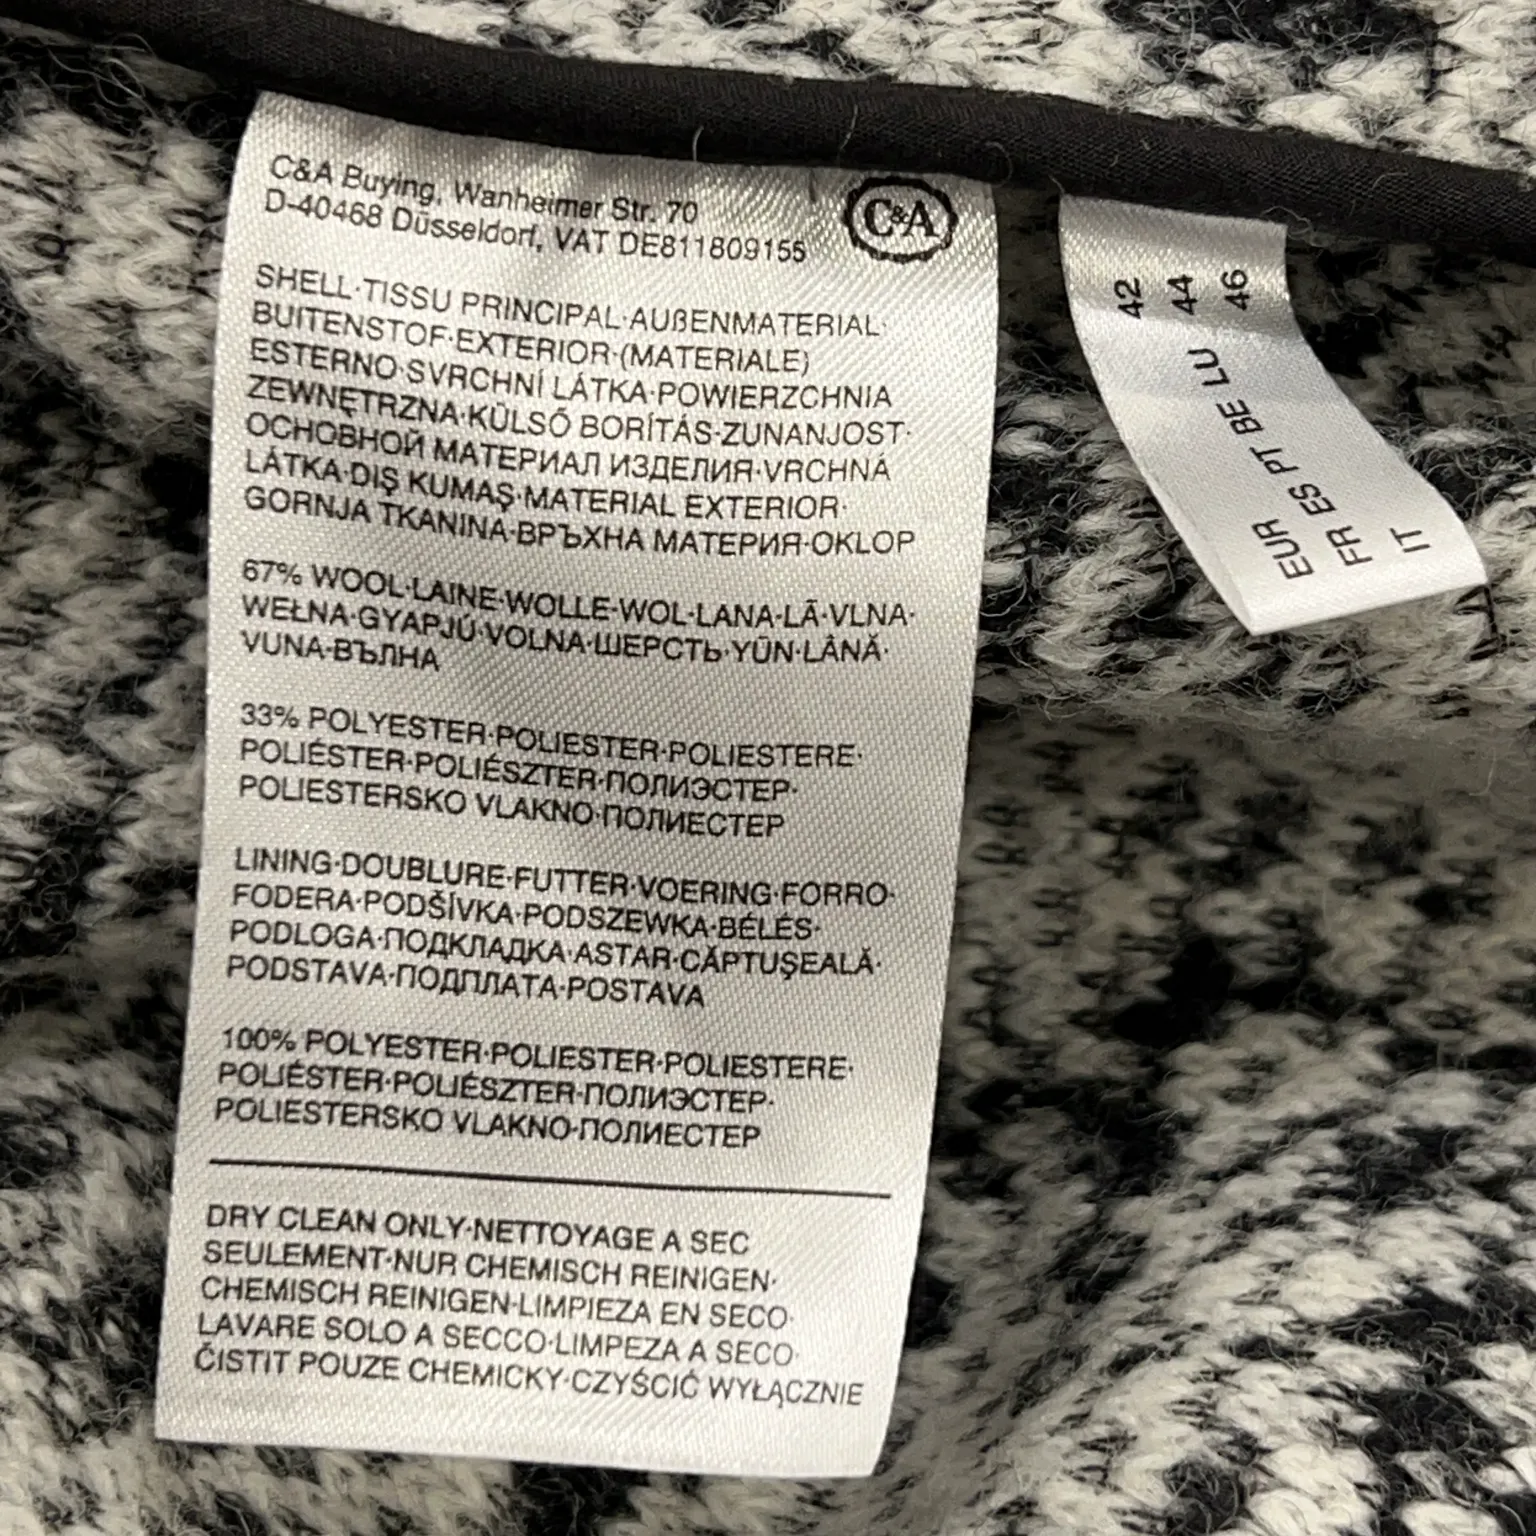 C&A Buying, Wanheimer Str. 70
D-40468 Düsseldorf, VAT DE811809155
C&A
SHELL·TISSU PRINCIPAL·AUßENMATERIAL·
BUITENSTOF·EXTERIOR·(MATERIALE)
ESTERNO·SVRCHNÍ LÁTKA·POWIERZCHNIA
ZEWNĘTRZNA·KÜLSŐ BORÍTÁS·ZUNANJOST·
ОСНОВНОЙ МАТЕРИАЛ ИЗДЕЛИЯ·VRCHNÁ
LÁTKA·DIŞ KUMAŞ·MATERIAL EXTERIOR·
GORNJA TKANINA·ВРЪХНА МАТЕРИЯ·OKLOP
67% WOOL·LAINE·WOLLE·WOL·LANA·LÃ·VLNA·
WEŁNA·GYAPJÚ·VOLNA·ШЕРСТЬ·YÜN·LÂNĂ·
VUNA·ВЪЛНА
33% POLYESTER·POLIESTER·POLIESTERE·
POLIÉSTER·POLIÉSZTER·ПОЛИЭСТЕР·
POLIESTERSKO VLAKNO·ПОЛИЕСТЕР
LINING·DOUBLURE·FUTTER·VOERING·FORRO·
FODERA·PODŠÍVKA·PODSZEWKA·BÉLÉS·
PODLOGA·ПОДКЛАДКА·ASTAR·CĂPTUŞEALĂ·
PODSTAVA·ПОДПЛАТА·POSTAVA
100% POLYESTER·POLIESTER·POLIESTERE·
POLIÉSTER·POLIÉSZTER·ПОЛИЭСТЕР·
POLIESTERSKO VLAKNO·ПОЛИЕСТЕР
DRY CLEAN ONLY·NETTOYAGE A SEC
SEULEMENT·NUR CHEMISCH REINIGEN·
CHEMISCH REINIGEN·LIMPIEZA EN SECO·
LAVARE SOLO A SECCO·LIMPEZA A SECO·
ČISTIT POUZE CHEMICKY·CZYŚCIĆ WYŁĄCZNIE
EUR 42
FR ES PT BE LU 44
IT 46